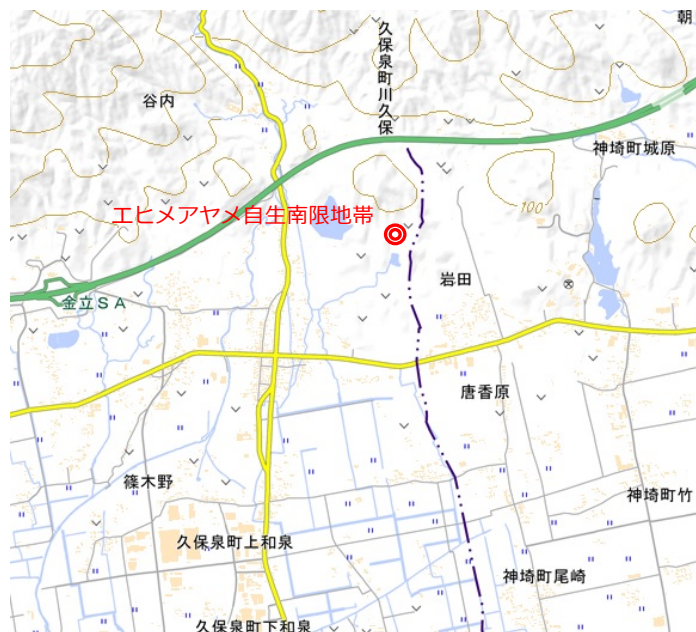 朝
久保泉町川久保
谷内
神埼町城原
エヒメアヤメ自生南限地帯
100
岩田
金立SA
唐香原
篠木野
神埼町竹
久保泉町上和泉
神埼町尾崎
久保泉町下和泉